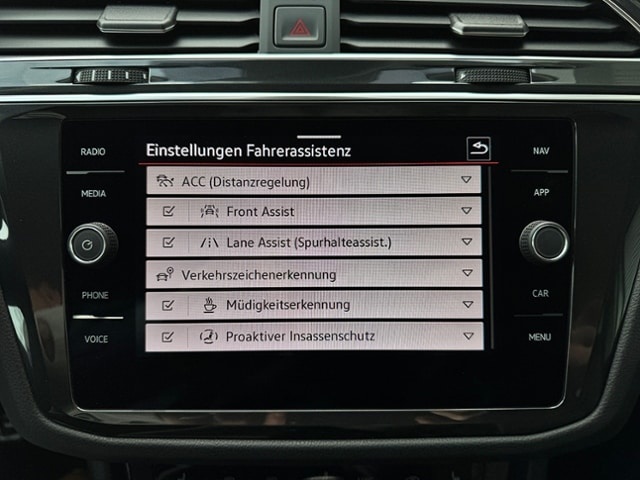 RADIO
MEDIA
PHONE
VOICE
Einstellungen Fahrerassistenz
ACC (Distanzregelung)
Front Assist
Lane Assist (Spurhalteassist.)
Verkehrszeichenerkennung
Müdigkeitserkennung
Proaktiver Insassenschutz
NAV
APP
CAR
MENU